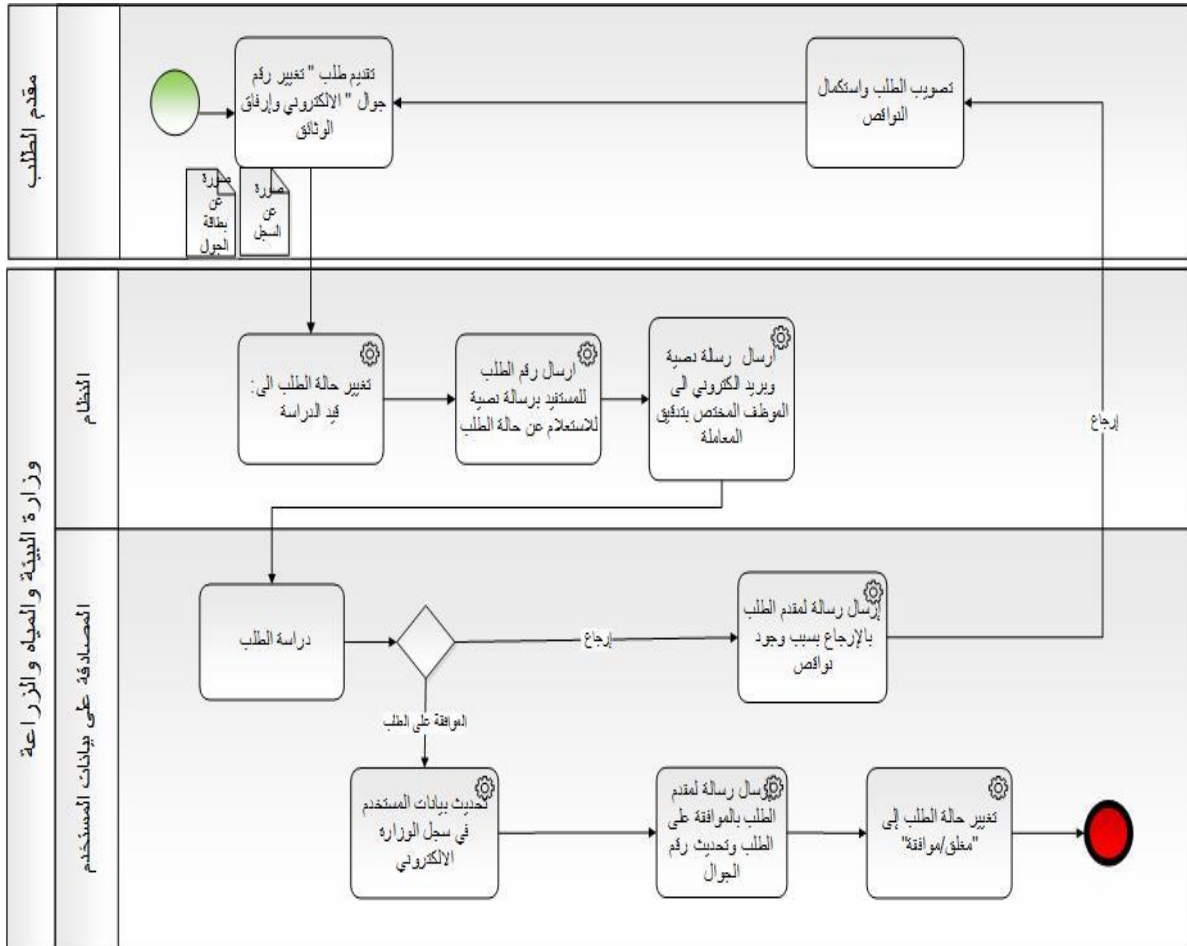 مقدم الطلب
تقديم طلب " تغيير رقم
جوال " الالكتروني وإرفاق
الوثائق
صورة
عن
بطاقة
الجوال
صورة
عن
السجل
تصويب الطلب واستكمال
النواقص
وزارة البيئة والمياه والزراعة
النظام
تغيير حالة الطلب الى:
قيد الدراسة
ارسال رقم الطلب
للمستفيد برسالة نصية
للاستعلام عن حالة الطلب
ارسال رسالة نصية
وبريد الكتروني الى
الموظف المختص بتدقيق
المعاملة
إرجاع
المصادقة على بيانات المستخدم
دراسة الطلب
إرجاع
إرسال رسالة لمقدم الطلب
بالإرجاع بسبب وجود
نواقص
الموافقة على الطلب
تحديث بيانات المستخدم
في سجل الوزارة
الالكتروني
إرسال رسالة لمقدم
الطلب بالموافقة على
الطلب وتحديث رقم
الجوال
تغيير حالة الطلب إلى
"مغلق/موافقة"